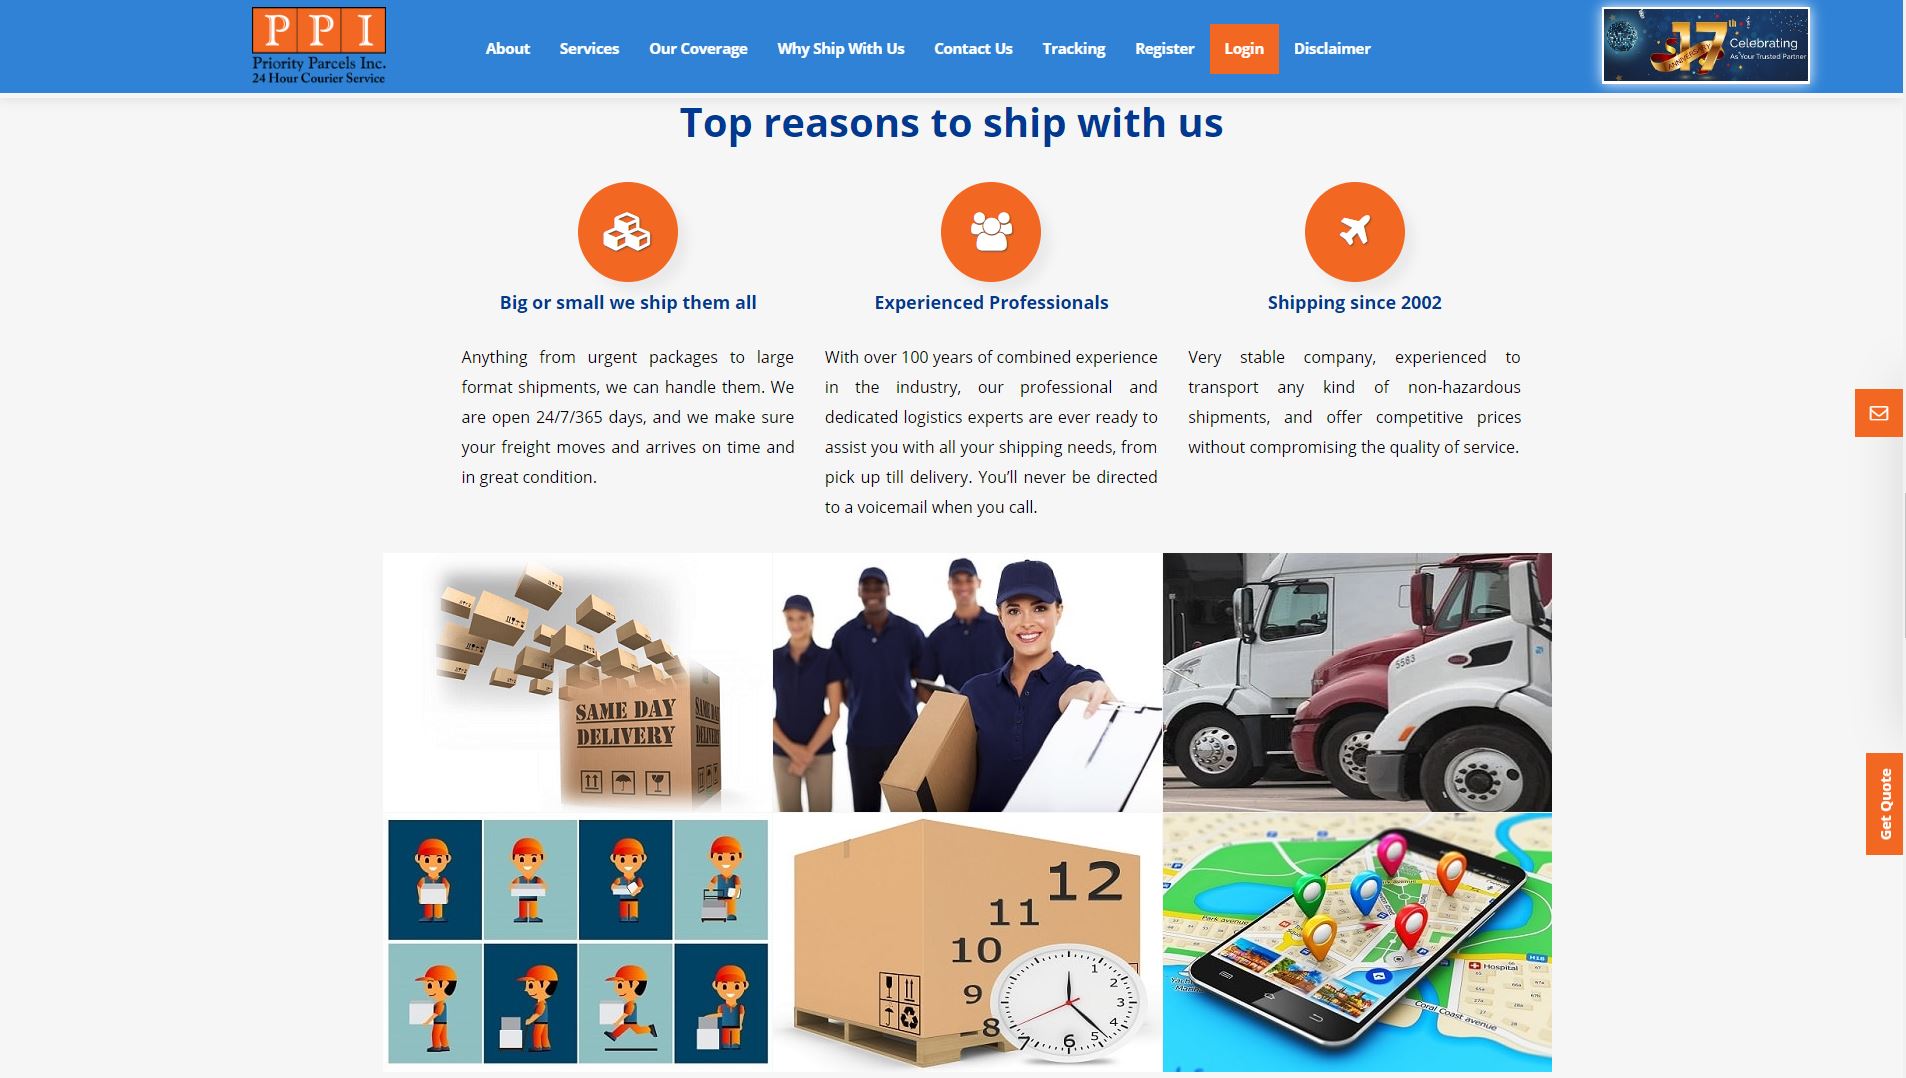 PPI
Priority Parcels Inc.
24 Hour Courier Service
About
Services
Our Coverage
Why Ship With Us
Contact Us
Tracking
Register
Login
Disclaimer
17th
ANNIVERSARY
Celebrating
As Your Trusted Partner
Top reasons to ship with us
Big or small we ship them all
Anything from urgent packages to large
format shipments, we can handle them. We
are open 24/7/365 days, and we make sure
your freight moves and arrives on time and
in great condition.
Experienced Professionals
With over 100 years of combined experience
in the industry, our professional and
dedicated logistics experts are ever ready to
assist you with all your shipping needs, from
pick up till delivery. You’ll never be directed
to a voicemail when you call.
Shipping since 2002
Very stable company, experienced to
transport any kind of non-hazardous
shipments, and offer competitive prices
without compromising the quality of service.
Get Quote
SAME DAY
DELIVERY
SAME DAY
DELIVERY
5583
12
11
10
9
8
7
6
5
4
3
2
1
Park avenue
Hospital
H16
Coral Coast avenue